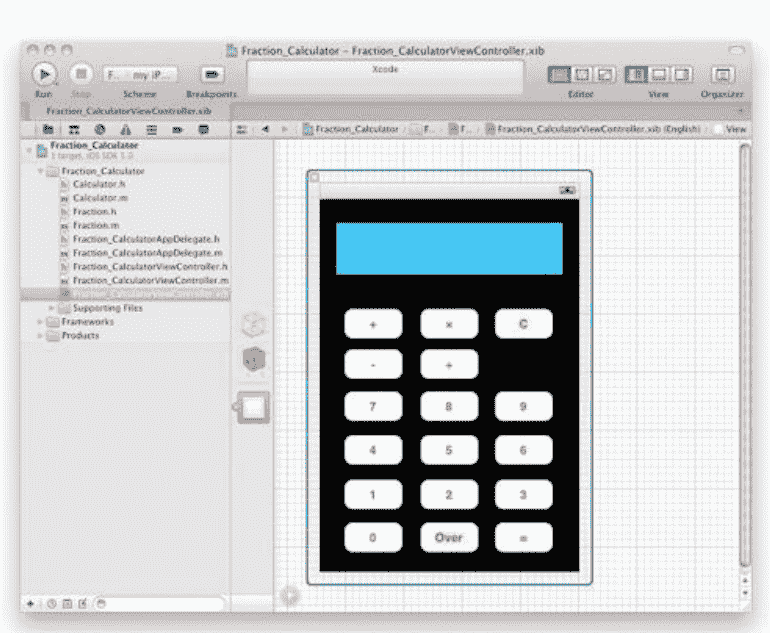 Fraction_Calculator – Fraction_CalculatorViewController.xib
Xcode
F... my iP...
Run Stop Scheme Breakpoints Editor View Organizer
Fraction_CalculatorViewController.xib
Fraction_Calculator F... F... Fraction_CalculatorViewController.xib (English) View
Fraction_Calculator
1 target, iOS SDK
Fraction_Calculator
Calculator.h
Calculator.m
Fraction.h
Fraction.m
Fraction_CalculatorAppDelegate.h
Fraction_CalculatorAppDelegate.m
Fraction_CalculatorViewController.h
Fraction_CalculatorViewController.m
Supporting Files
Frameworks
Products
+ × C
- ÷
7 8 9
4 5 6
1 2 3
0 Over =